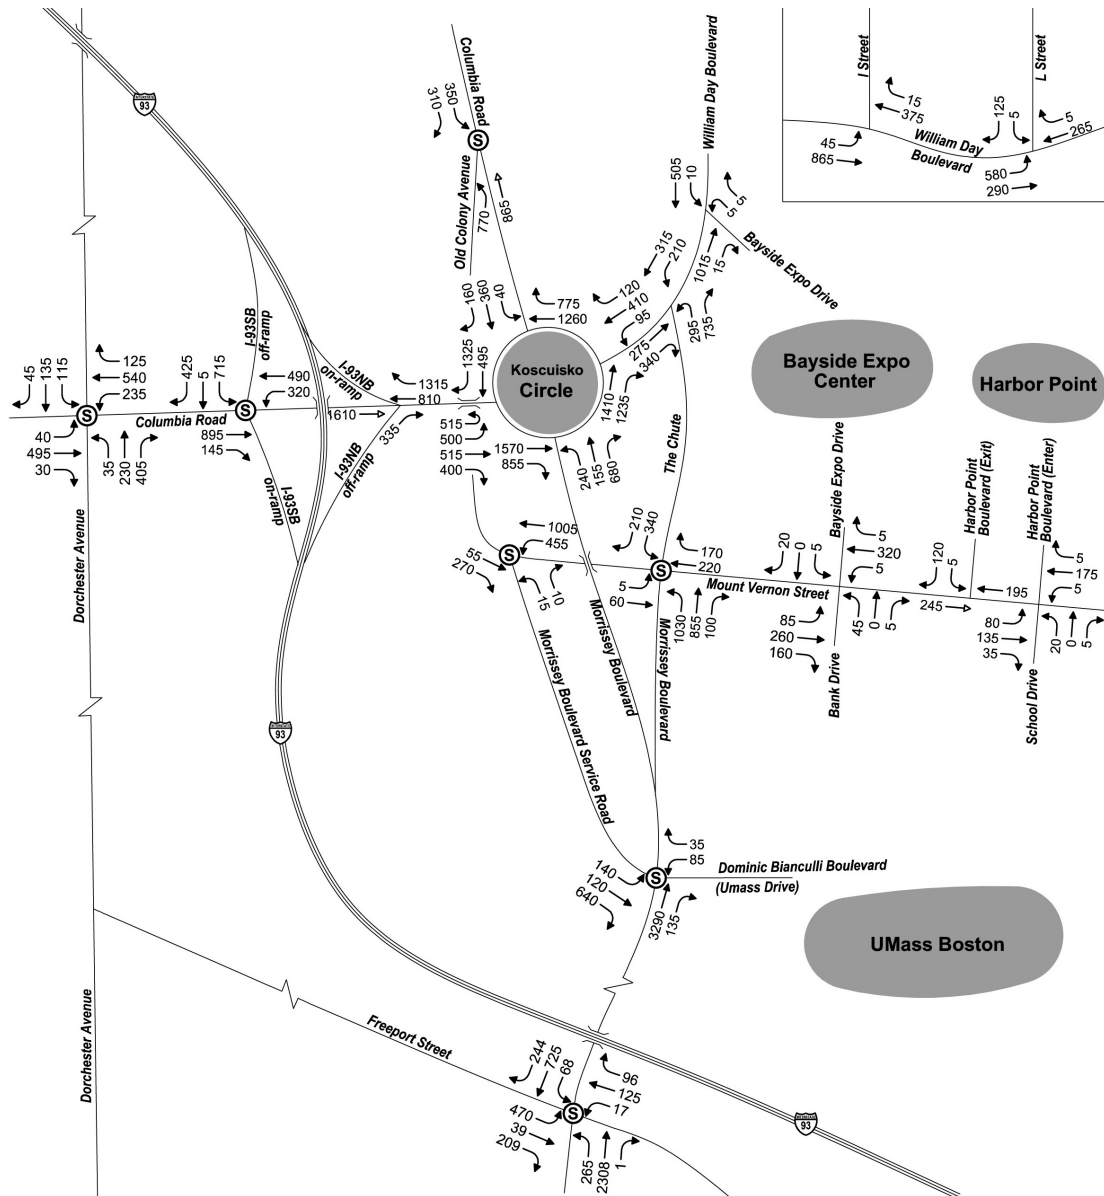 Columbia Road
350
310
S
Old Colony Avenue
770
865
William Day Boulevard
505
10
5
5
Bayside Expo Drive
315
210
1015
15
295
735
I Street
L Street
15
375
45
865
William Day
Boulevard
125
5
5
265
580
290
93
160
360
40
775
1260
120
410
95
275
340
1410
1235
Koscuisko
Circle
1325
495
515
500
515
400
1570
855
240
155
680
Bayside Expo
Center
Harbor Point
45
135
115
125
540
235
S
40
495
30
35
230
405
Columbia Road
425
5
715
I-93SB
off-ramp
490
320
S
895
145
I-93SB
on-ramp
I-93NB
on-ramp
1315
810
1610
335
I-93NB
off-ramp
The Chute
Dorchester Avenue
1005
455
S
55
270
15
10
210
340
170
220
S
5
60
1030
855
100
Mount Vernon Street
20
0
5
Bayside Expo Drive
5
320
5
85
260
160
45
0
5
Bank Drive
Harbor Point
Boulevard (Exit)
120
5
245
195
Harbor Point
Boulevard (Enter)
5
175
5
80
135
35
20
0
5
School Drive
Morrissey Boulevard Service Road
Morrissey Boulevard
Morrissey Boulevard
93
35
85
S
140
120
640
3290
135
Dominic Bianculli Boulevard
(Umass Drive)
UMass Boston
Dorchester Avenue
Freeport Street
244
725
68
96
125
17
S
470
39
209
265
2308
1
93